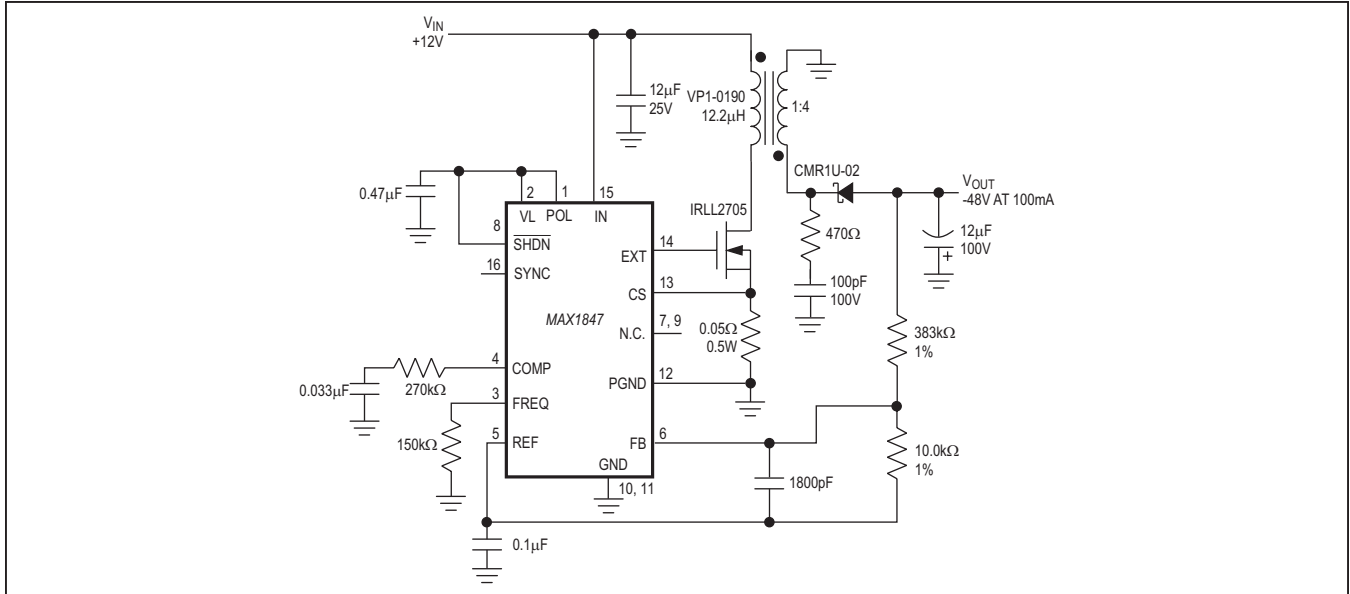 VIN
+12V
12μF
25V
VP1-0190
12.2μH
1:4
CMR1U-02
VOUT
-48V AT 100mA
0.47μF
2
1
15
VL
POL
IN
IRLL2705
470Ω
12μF
100V
+
8
SHDN
EXT
14
16
SYNC
100pF
100V
CS
13
MAX1847
N.C.
7, 9
0.05Ω
0.5W
383kΩ
1%
4
COMP
PGND
12
0.033μF
270kΩ
3
FREQ
150kΩ
5
REF
FB
6
10.0kΩ
1%
GND
10, 11
1800pF
0.1μF